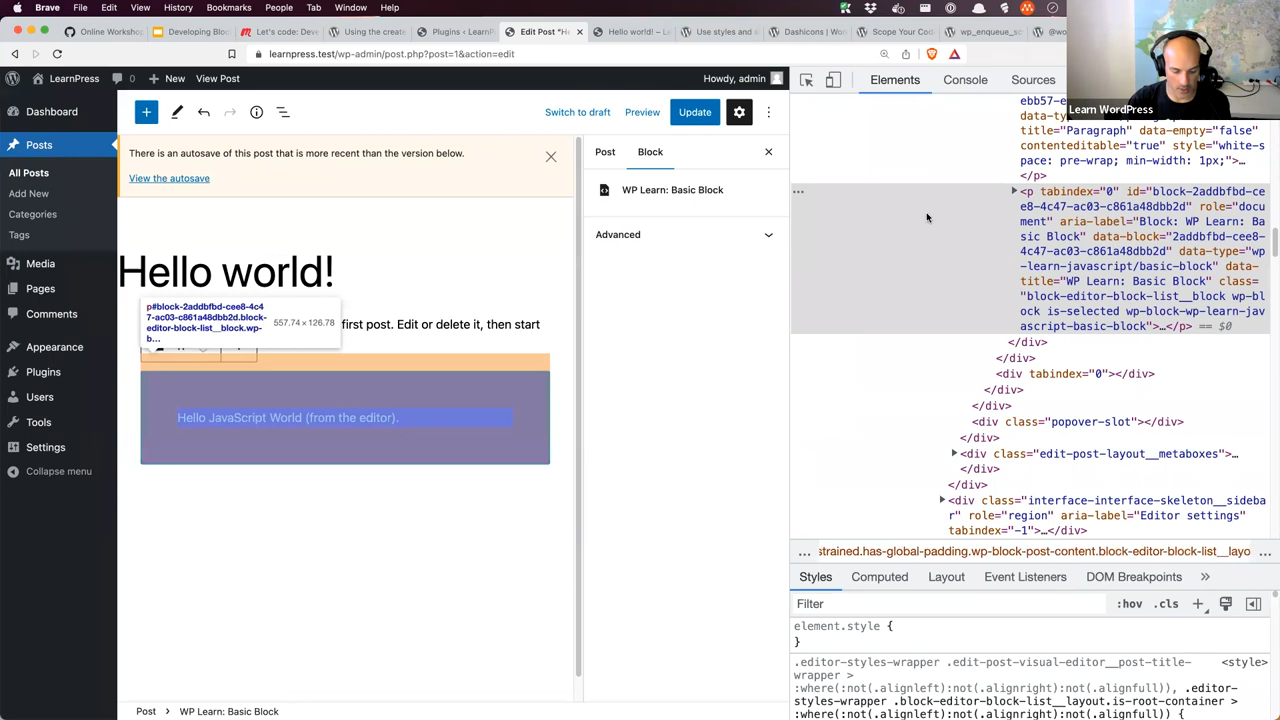 Brave File Edit View History Bookmarks People Tab Window Help
Online Workshop
Developing Bloc
Let's code: Deve
Using the create
Plugins ‹ LearnP
Edit Post "He
Hello world! – L
Use styles and s
Dashicons | Wor
Scope Your Cod
wp_enqueue_sc
@wo
learnpress.test/wp-admin/post.php?post=1&action=edit
LearnPress 0 + New View Post Howdy, admin
Dashboard
Posts
All Posts
Add New
Categories
Tags
Media
Pages
Comments
Appearance
Plugins
Users
Tools
Settings
Collapse menu
Switch to draft Preview Update
There is an autosave of this post that is more recent than the version below.
View the autosave
Hello world!
p#block-2addbfbd-cee8-4c4
7-ac03-c861a48dbb2d.block-
editor-block-list__block.wp-
b…
557.74 × 126.78
first post. Edit or delete it, then start
Hello JavaScript World (from the editor).
Post > WP Learn: Basic Block
Post Block
WP Learn: Basic Block
Advanced
Elements Console Sources
Learn WordPress
ebb57-e
data-ty
title="Paragraph" data-empty="false"
contenteditable="true" style="white-
space: pre-wrap; min-width: 1px;">…
</p>
<p tabindex="0" id="block-2addbfbd-ce
e8-4c47-ac03-c861a48dbb2d" role="docu
ment" aria-label="Block: WP Learn: Ba
sic Block" data-block="2addbfbd-cee8-
4c47-ac03-c861a48dbb2d" data-type="wp
-learn-javascript/basic-block" data-
title="WP Learn: Basic Block" class=
"block-editor-block-list__block wp-bl
ock is-selected wp-block-wp-learn-jav
ascript-basic-block">…</p> == $0
</div>
</div>
<div tabindex="0"></div>
</div>
</div>
<div class="popover-slot"></div>
</div>
<div class="edit-post-layout__metaboxes">…
</div>
</div>
<div class="interface-interface-skeleton__sideba
r" role="region" aria-label="Editor settings"
tabindex="-1">…</div>
… strained.has-global-padding.wp-block-post-content.block-editor-block-list__layo …
Styles Computed Layout Event Listeners DOM Breakpoints »
Filter :hov .cls +
element.style {
}
.editor-styles-wrapper .edit-post-visual-editor__post-title- <style>
wrapper >
:where(:not(.alignleft):not(.alignright):not(.alignfull)), .editor-
styles-wrapper .block-editor-block-list__layout.is-root-container >
:where(:not(.alignleft):not(.alignright):not(.alignfull)) {